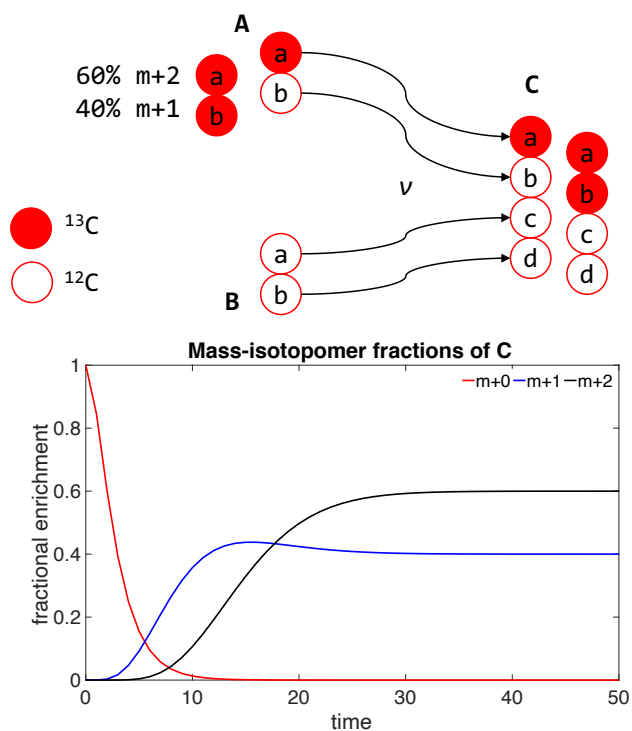 A
60% m+2
40% m+1
a
b
a
b
C
a
b
c
d
a
b
c
d
ν
¹³C
¹²C
a
b
B
Mass-isotopomer fractions of C
m+0 m+1 m+2
fractional enrichment
1
0.8
0.6
0.4
0.2
0
0 10 20 30 40 50
time